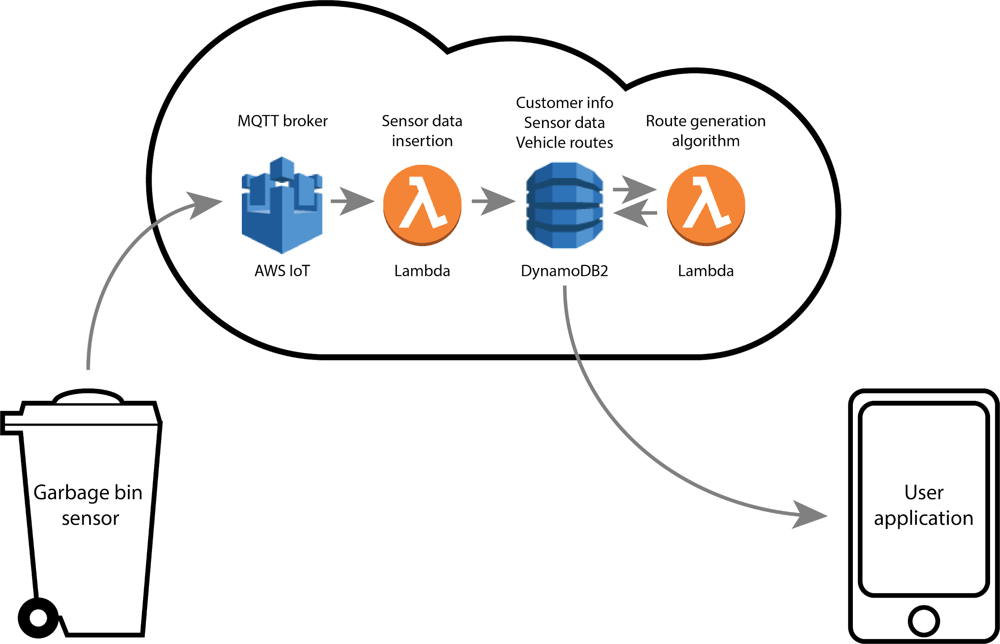 MQTT broker
Sensor data
insertion
Customer info
Sensor data
Vehicle routes
Route generation
algorithm
AWS IoT
Lambda
DynamoDB2
Lambda
Garbage bin
sensor
User
application